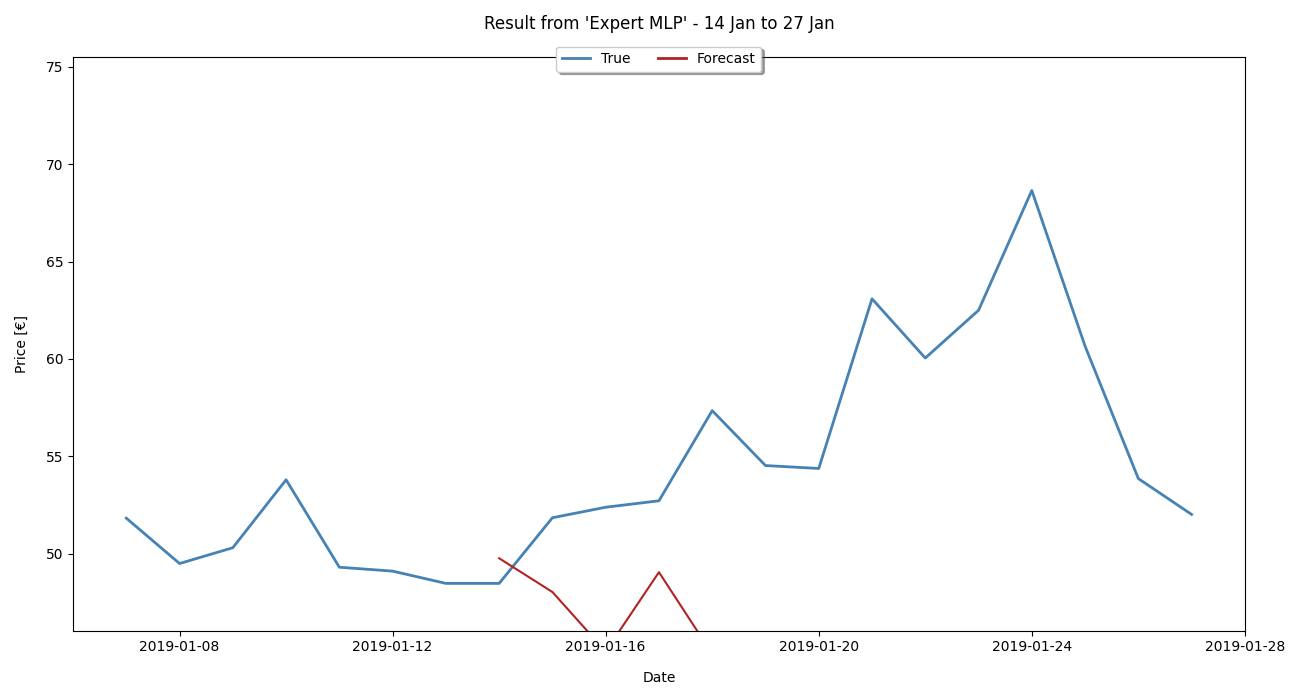 Result from 'Expert MLP' - 14 Jan to 27 Jan
True Forecast
75
70
65
60
55
50
Price [€]
2019-01-08 2019-01-12 2019-01-16 2019-01-20 2019-01-24 2019-01-28
Date